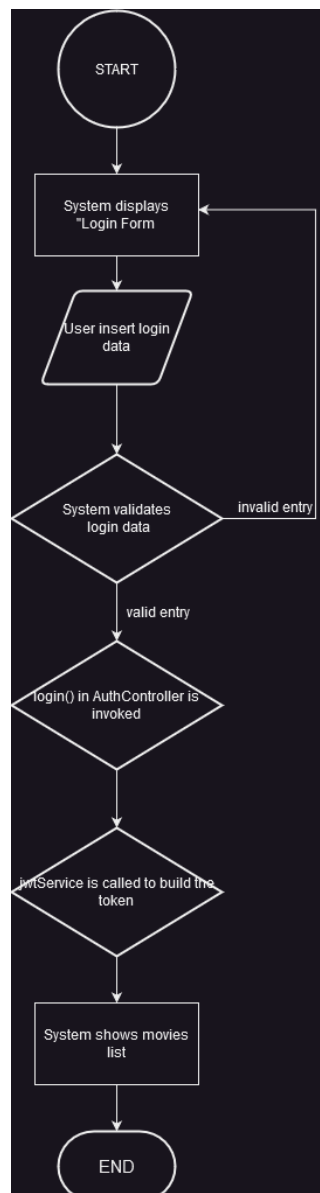 START
System displays
"Login Form
User insert login
data
System validates
login data
invalid entry
valid entry
login() in AuthController is
invoked
jwtService is called to build the
token
System shows movies
list
END